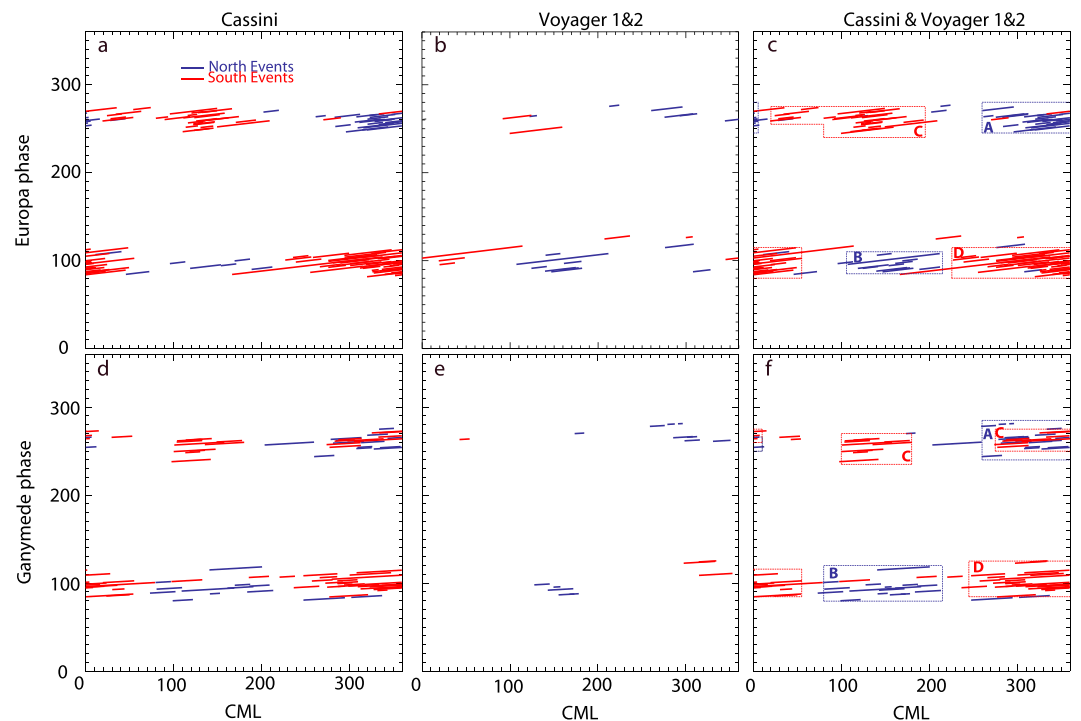 Cassini
Voyager 1&2
Cassini & Voyager 1&2
a
b
c
North Events
South Events
300
200
100
0
Europa phase
C
A
B
D
d
e
f
300
200
100
0
Ganymede phase
A
C
C
B
D
0 100 200 300
0 100 200 300
0 100 200 300
CML
CML
CML